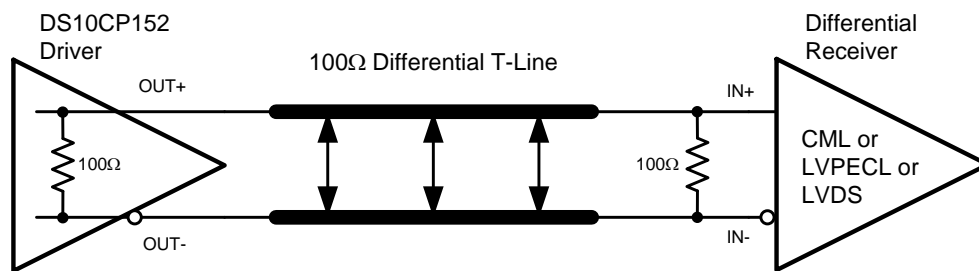 DS10CP152
Driver
Differential
Receiver
100Ω Differential T-Line
OUT+
IN+
100Ω
100Ω
CML or
LVPECL or
LVDS
OUT-
IN-